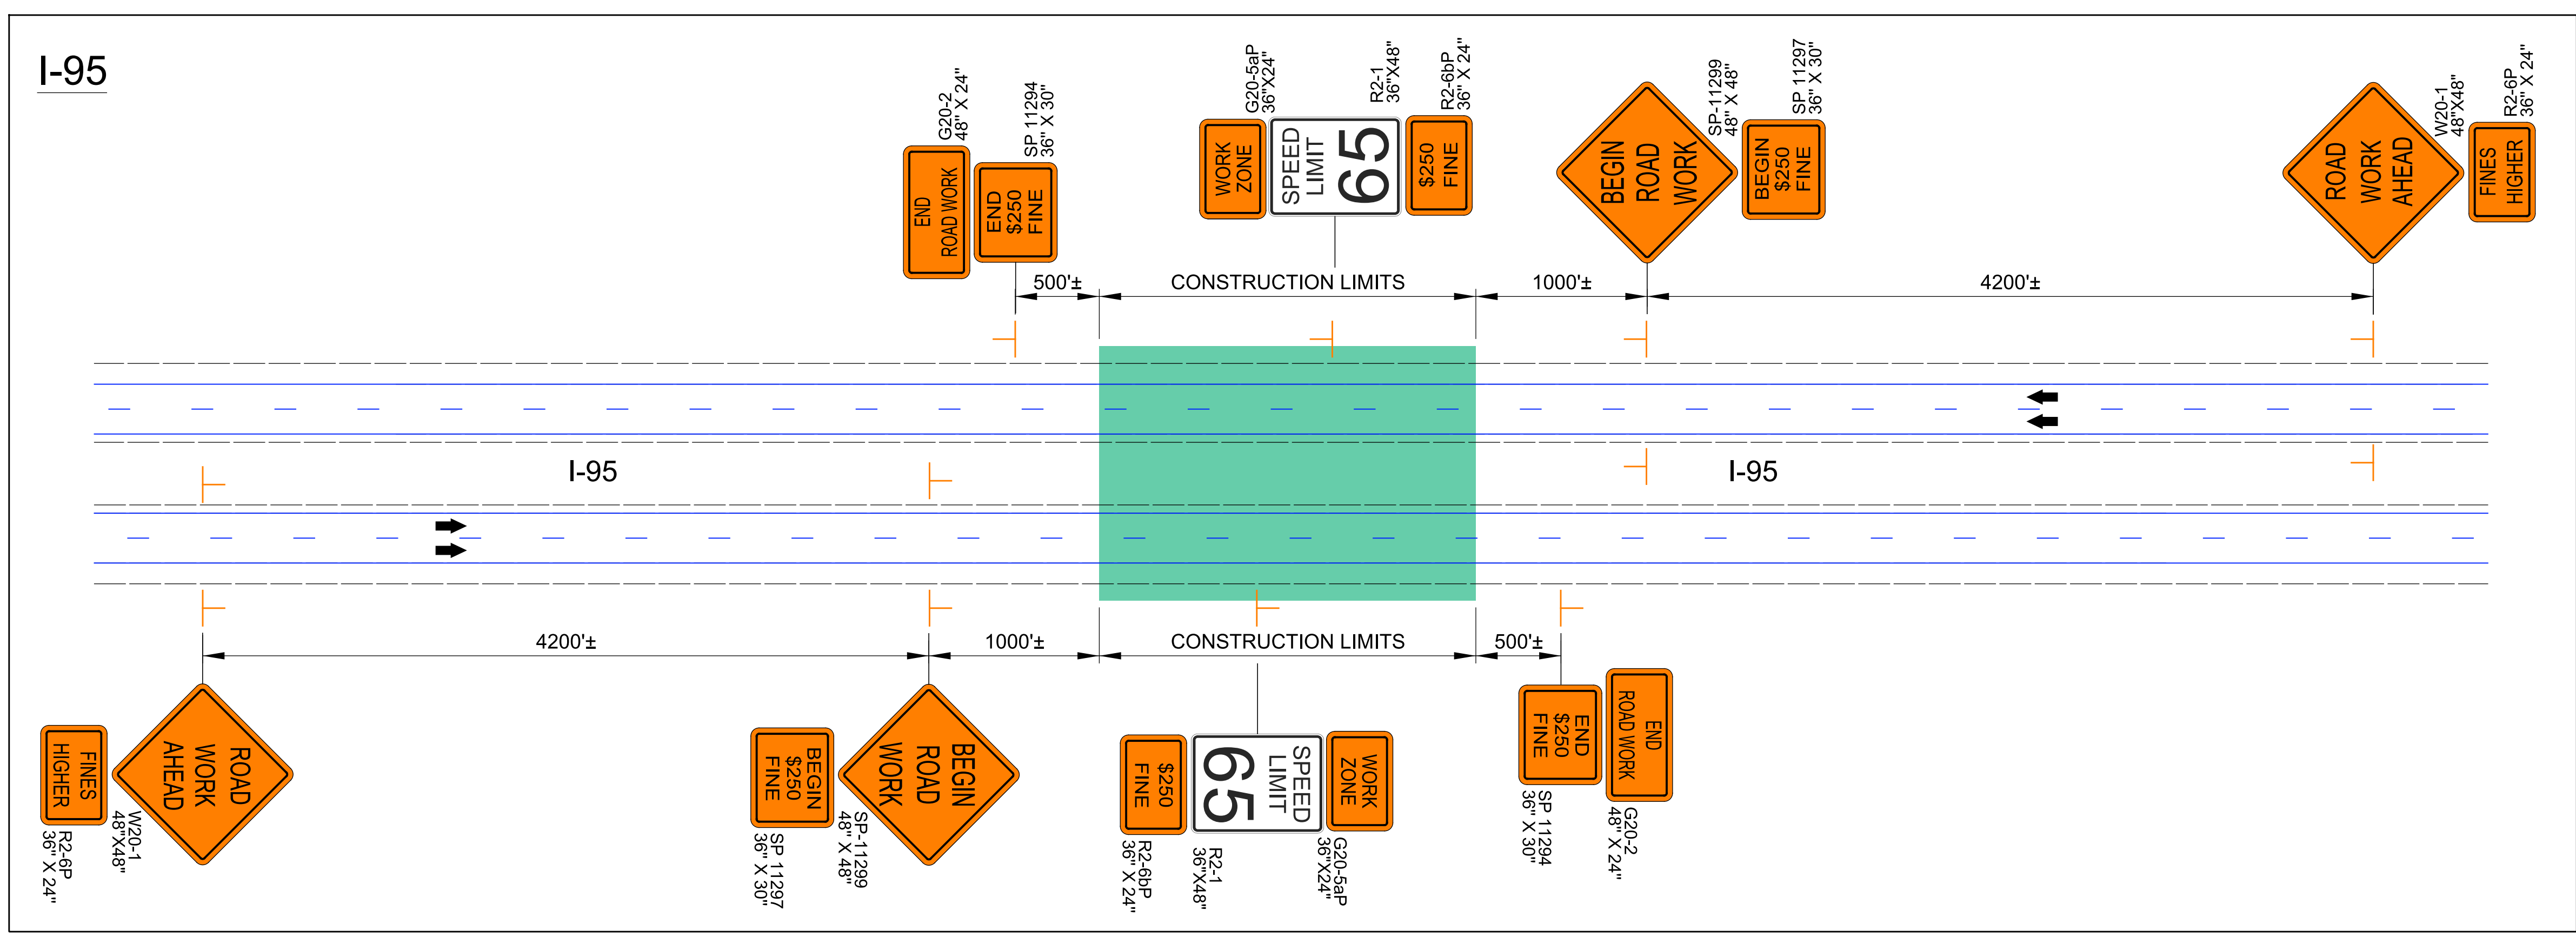 I-95
G20-2
48" X 24"
END
ROAD WORK
SP 11294
36" X 30"
END
$250
FINE
G20-5aP
36"X24"
WORK
ZONE
R2-1
36"X48"
SPEED
LIMIT
65
R2-6bP
36" X 24"
$250
FINE
SP-11299
48" X 48"
BEGIN
ROAD
WORK
SP 11297
36" X 30"
BEGIN
$250
FINE
W20-1
48"X48"
ROAD
WORK
AHEAD
R2-6P
36" X 24"
FINES
HIGHER
500'±
CONSTRUCTION LIMITS
1000'±
4200'±
I-95
I-95
4200'±
1000'±
CONSTRUCTION LIMITS
500'±
FINES
HIGHER
R2-6P
36" X 24"
ROAD
WORK
AHEAD
W20-1
48"X48"
BEGIN
$250
FINE
SP 11297
36" X 30"
BEGIN
ROAD
WORK
SP-11299
48" X 48"
$250
FINE
R2-6bP
36" X 24"
SPEED
LIMIT
65
R2-1
36"X48"
WORK
ZONE
G20-5aP
36"X24"
END
$250
FINE
SP 11294
36" X 30"
END
ROAD WORK
G20-2
48" X 24"